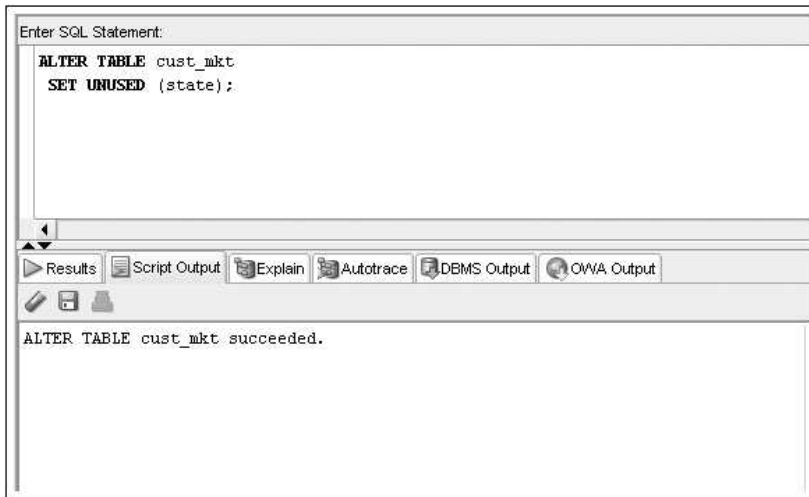 Enter SQL Statement:
ALTER TABLE cust_mkt
SET UNUSED (state);
Results Script Output Explain Autotrace DBMS Output OWA Output
ALTER TABLE cust_mkt succeeded.